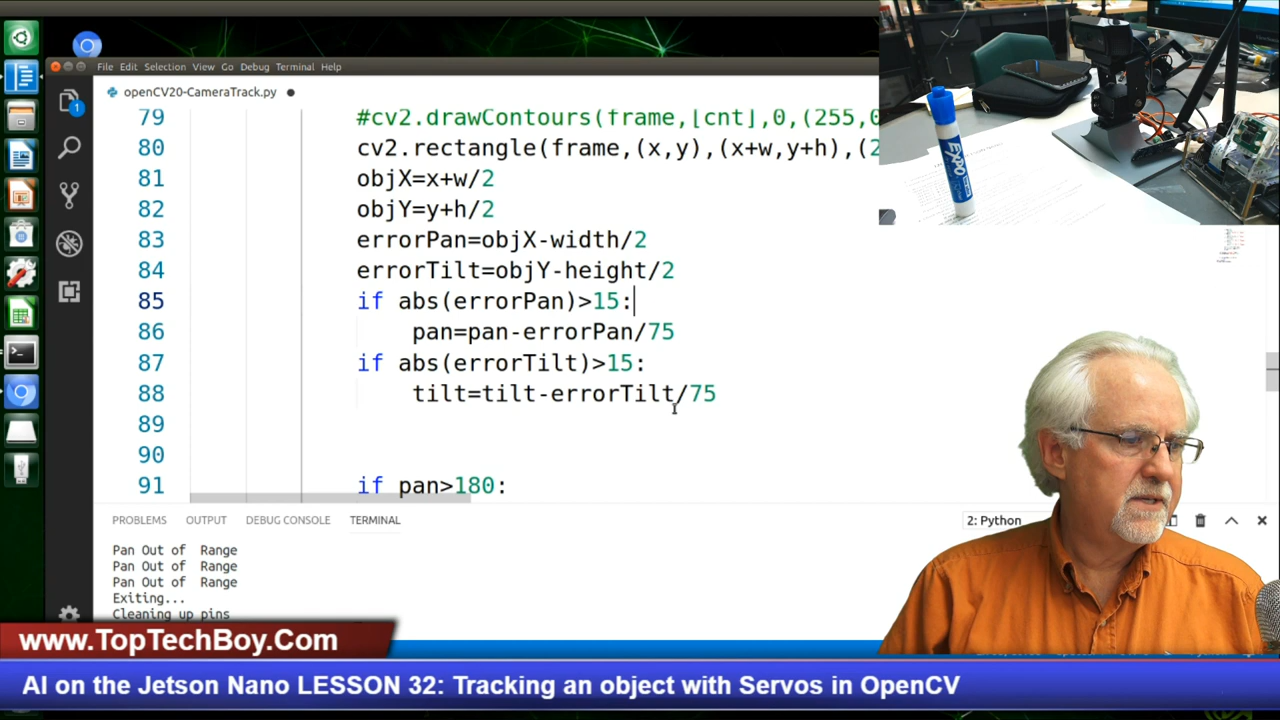 File Edit Selection View Go Debug Terminal Help
openCV20-CameraTrack.py
79 #cv2.drawContours(frame,[cnt],0,(255,0
80 cv2.rectangle(frame,(x,y),(x+w,y+h),(2
81 objX=x+w/2
82 objY=y+h/2
83 errorPan=objX-width/2
84 errorTilt=objY-height/2
85 if abs(errorPan)>15:
86 pan=pan-errorPan/75
87 if abs(errorTilt)>15:
88 tilt=tilt-errorTilt/75
89
90
91 if pan>180:
PROBLEMS OUTPUT DEBUG CONSOLE TERMINAL 2: Python
Pan Out of Range
Pan Out of Range
Pan Out of Range
Exiting...
Cleaning up pins
EXPO
1
www.TopTechBoy.Com
AI on the Jetson Nano LESSON 32: Tracking an object with Servos in OpenCV